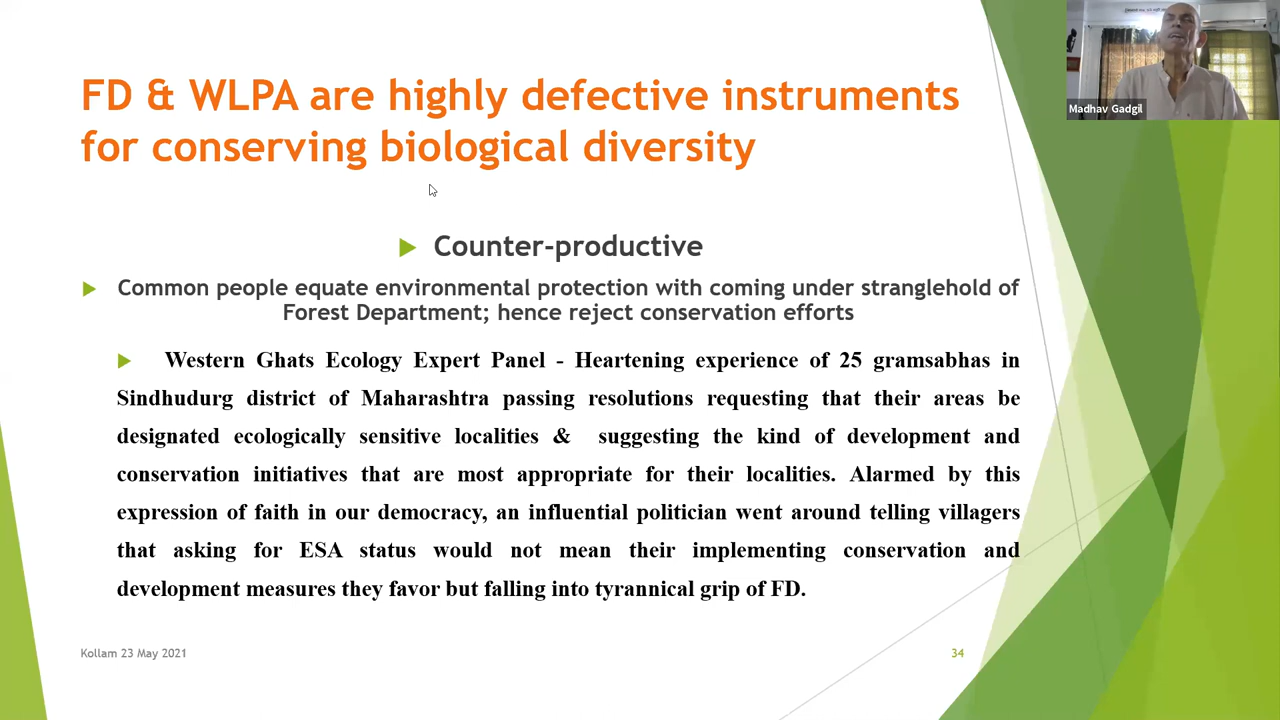 FD & WLPA are highly defective instruments
for conserving biological diversity
Madhav Gadgil
Counter-productive
Common people equate environmental protection with coming under stranglehold of
Forest Department; hence reject conservation efforts
Western Ghats Ecology Expert Panel - Heartening experience of 25 gramsabhas in
Sindhudurg district of Maharashtra passing resolutions requesting that their areas be
designated ecologically sensitive localities & suggesting the kind of development and
conservation initiatives that are most appropriate for their localities. Alarmed by this
expression of faith in our democracy, an influential politician went around telling villagers
that asking for ESA status would not mean their implementing conservation and
development measures they favor but falling into tyrannical grip of FD.
Kollam 23 May 2021
34